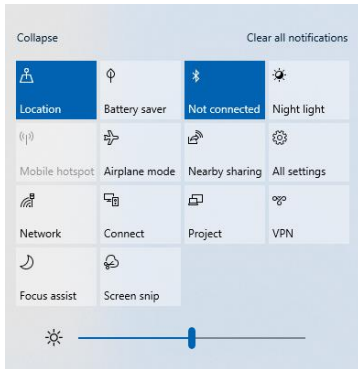 Collapse Clear all notifications
Location Battery saver Not connected Night light
Mobile hotspot Airplane mode Nearby sharing All settings
Network Connect Project VPN
Focus assist Screen snip